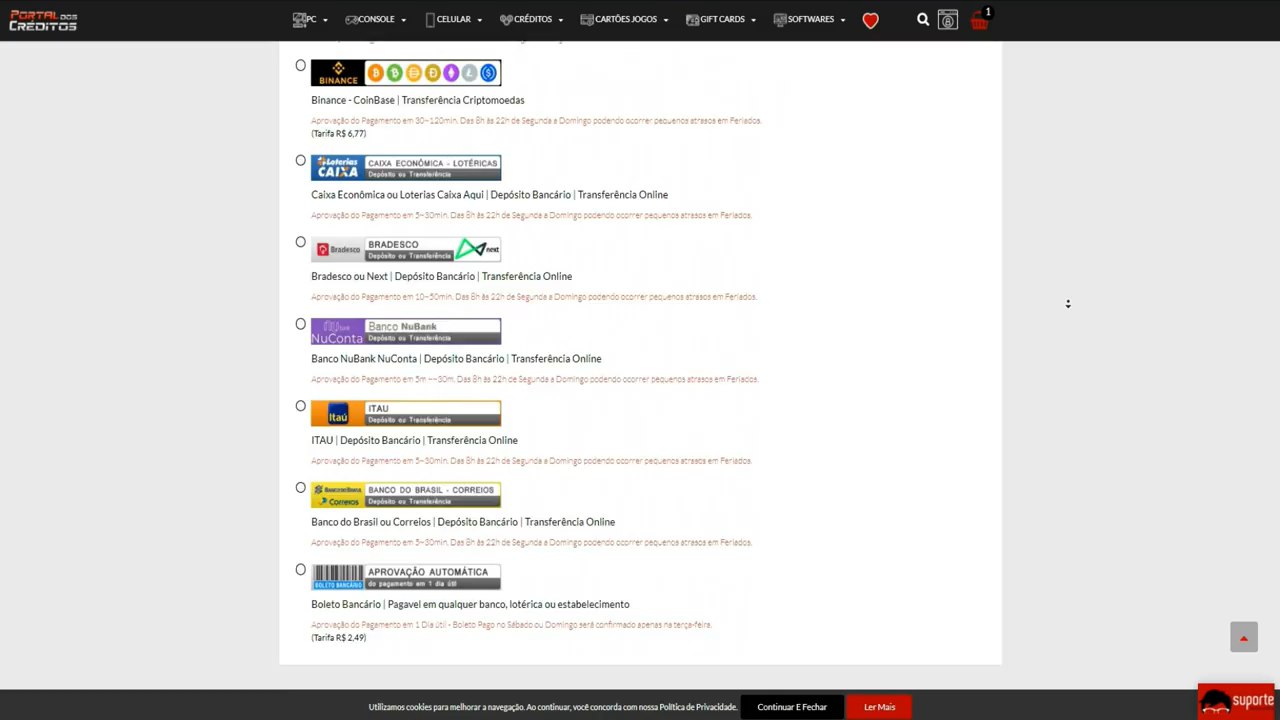 PORTAL DOS CRÉDITOS
PC CONSOLE CELULAR CRÉDITOS CARTÕES JOGOS GIFT CARDS SOFTWARES 1
BINANCE
Binance - CoinBase | Transferência Criptomoedas
Aprovação do Pagamento em 30~120min. Das 8h às 22h de Segunda a Domingo podendo ocorrer pequenos atrasos em Feriados.
(Tarifa R$ 6,77)
Loterias CAIXA CAIXA ECONÔMICA - LOTÉRICAS
Depósito ou Transferência
Caixa Econômica ou Loterias Caixa Aqui | Depósito Bancário | Transferência Online
Aprovação do Pagamento em 5~30min. Das 8h às 22h de Segunda a Domingo podendo ocorrer pequenos atrasos em Feriados.
Bradesco BRADESCO next
Depósito ou Transferência
Bradesco ou Next | Depósito Bancário | Transferência Online
Aprovação do Pagamento em 10~50min. Das 8h às 22h de Segunda a Domingo podendo ocorrer pequenos atrasos em Feriados.
nu NuConta Banco NuBank
Depósito ou Transferência
Banco NuBank NuConta | Depósito Bancário | Transferência Online
Aprovação do Pagamento em 5m ~~30m. Das 8h às 22h de Segunda a Domingo podendo ocorrer pequenos atrasos em Feriados.
Itaú ITAU
Depósito ou Transferência
ITAU | Depósito Bancário | Transferência Online
Aprovação do Pagamento em 5~30min. Das 8h às 22h de Segunda a Domingo podendo ocorrer pequenos atrasos em Feriados.
BANCO DO BRASIL BANCO DO BRASIL - CORREIOS
Correios Depósito ou Transferência
Banco do Brasil ou Correios | Depósito Bancário | Transferência Online
Aprovação do Pagamento em 5~30min. Das 8h às 22h de Segunda a Domingo podendo ocorrer pequenos atrasos em Feriados.
APROVAÇÃO AUTOMÁTICA
BOLETO BANCÁRIO do pagamento em 1 dia útil
Boleto Bancário | Pagavel em qualquer banco, lotérica ou estabelecimento
Aprovação do Pagamento em 1 Dia útil - Boleto Pago no Sábado ou Domingo será confirmado apenas na terça-feira.
(Tarifa R$ 2,49)
Utilizamos cookies para melhorar a navegação. Ao continuar, você concorda com nossa Política de Privacidade. Continuar E Fechar Ler Mais
suporte